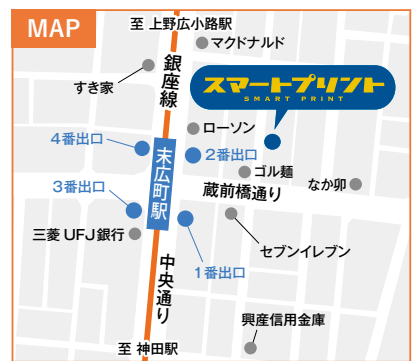 MAP
至 上野広小路駅
マクドナルド
すき家
銀座線
スマートプリント
SMART PRINT
ローソン
4番出口
2番出口
末広町駅
ゴル麺
蔵前橋通り
なか卯
3番出口
三菱UFJ銀行
1番出口
セブンイレブン
中央通り
興産信用金庫
至 神田駅